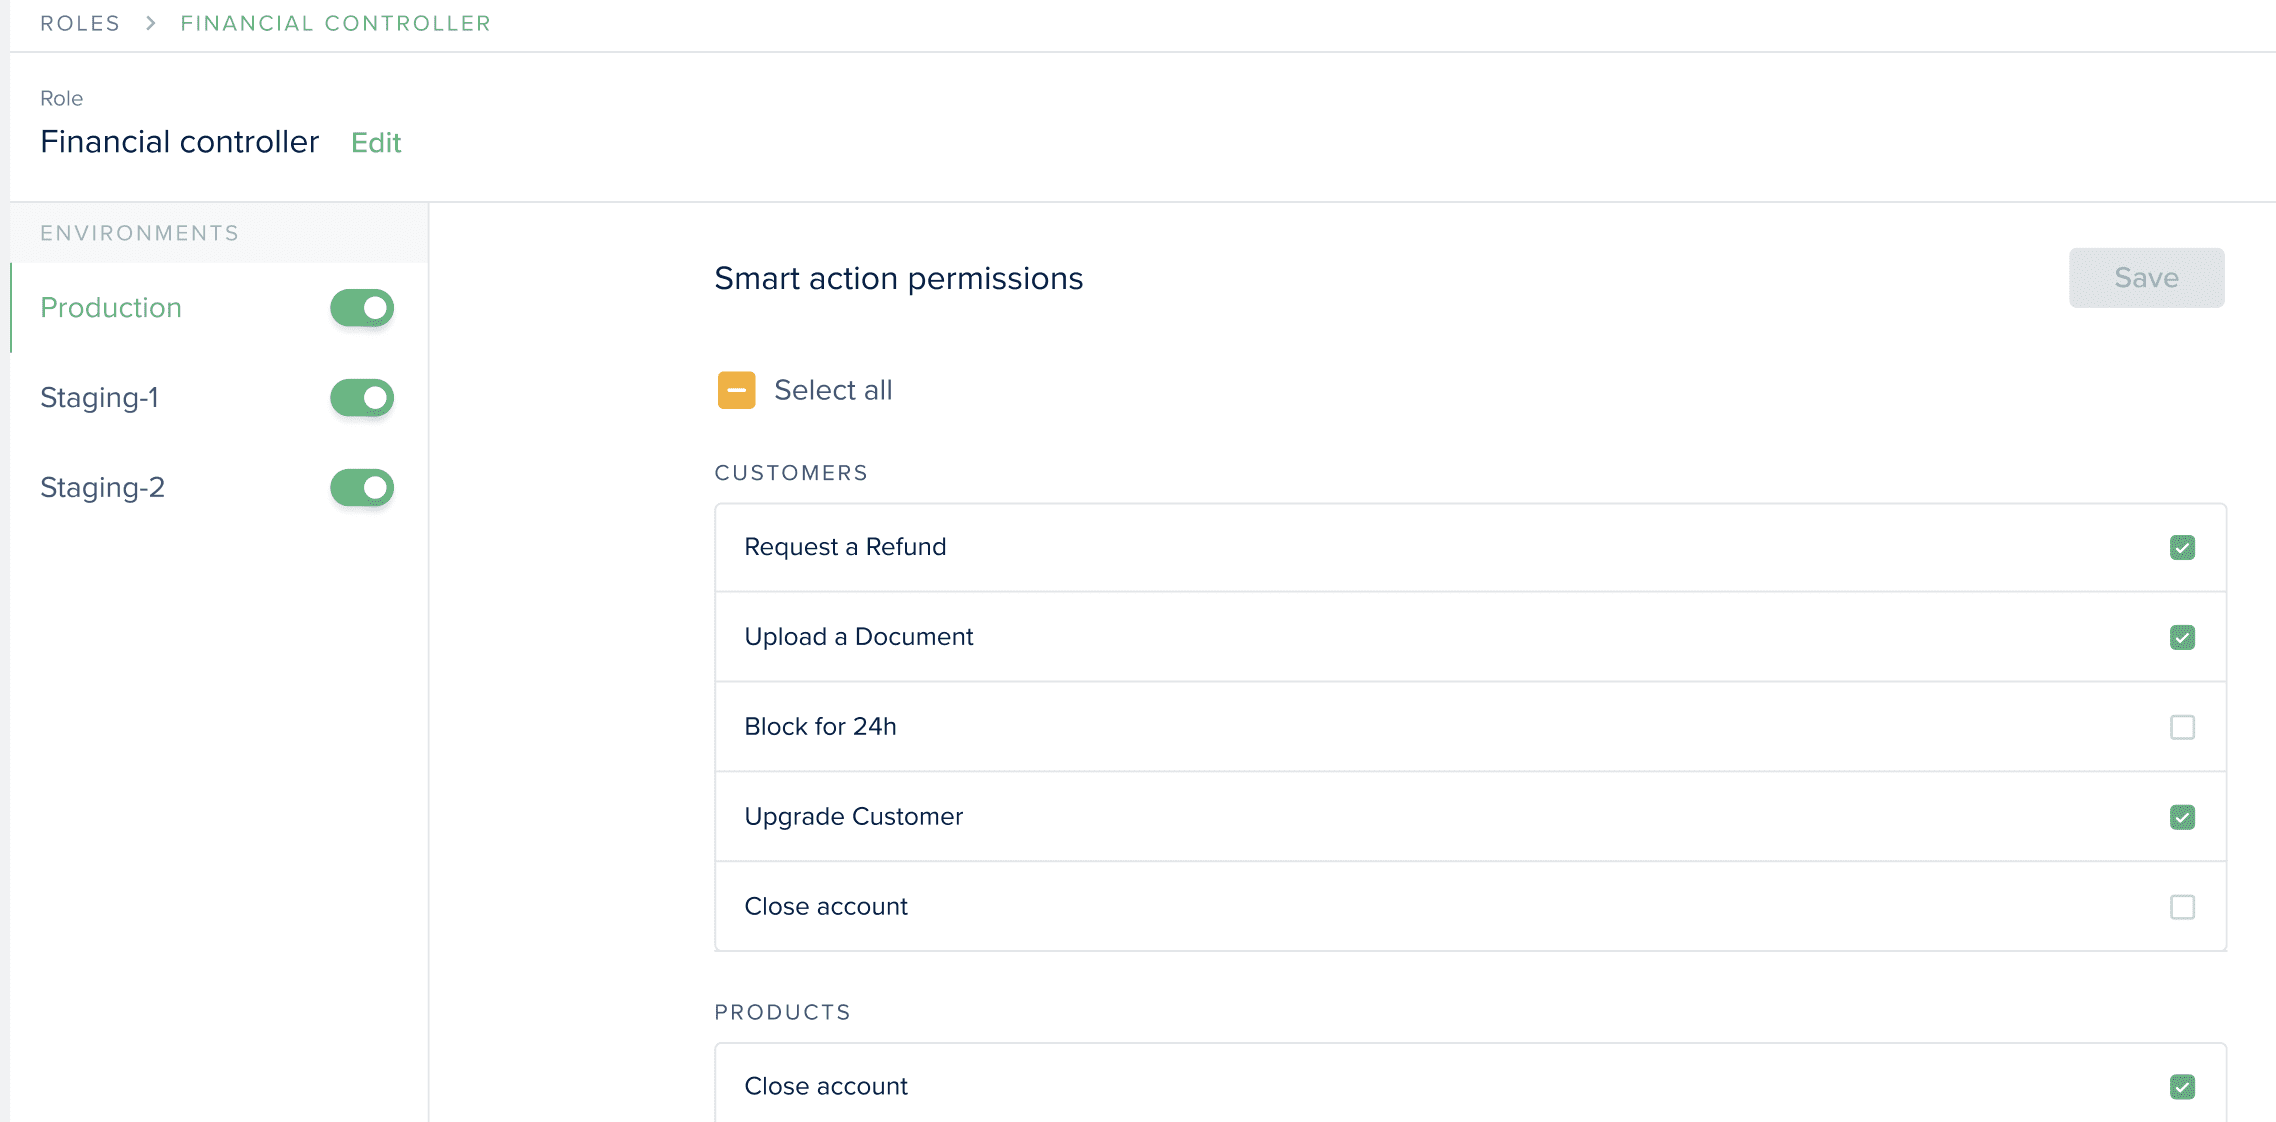 ROLES > FINANCIAL CONTROLLER
Role
Financial controller Edit
ENVIRONMENTS
Production
Staging-1
Staging-2
Smart action permissions
Save
Select all
CUSTOMERS
Request a Refund
Upload a Document
Block for 24h
Upgrade Customer
Close account
PRODUCTS
Close account